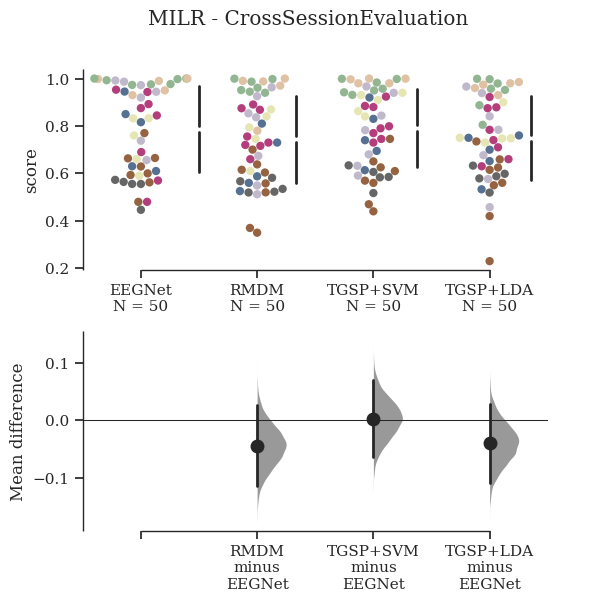 MILR - CrossSessionEvaluation
score
1.0
0.8
0.6
0.4
0.2
EEGNet
N = 50
RMDM
N = 50
TGSP+SVM
N = 50
TGSP+LDA
N = 50
Mean difference
0.1
0.0
−0.1
RMDM
minus
EEGNet
TGSP+SVM
minus
EEGNet
TGSP+LDA
minus
EEGNet